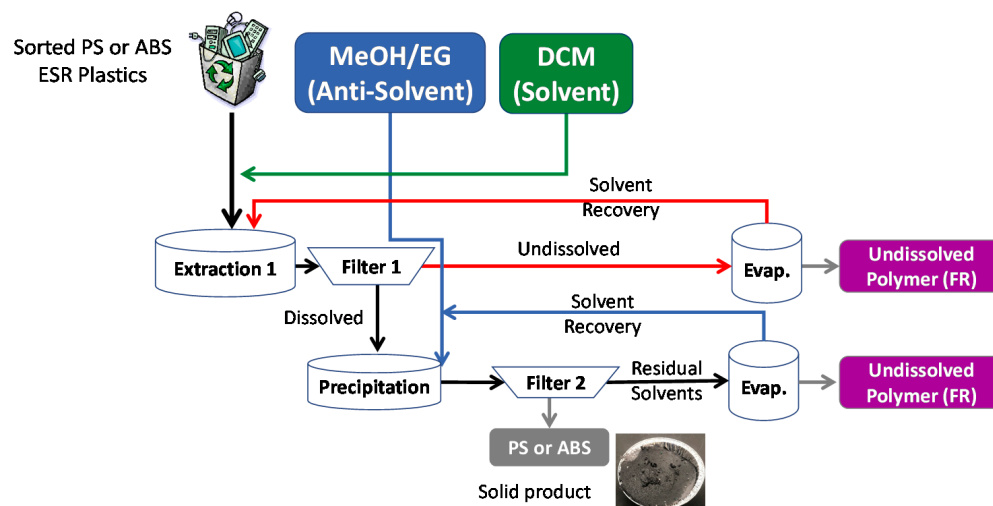 Sorted PS or ABS
ESR Plastics
MeOH/EG
(Anti-Solvent)
DCM
(Solvent)
Solvent
Recovery
Extraction 1
Filter 1
Undissolved
Evap.
Undissolved
Polymer (FR)
Dissolved
Solvent
Recovery
Precipitation
Filter 2
Residual
Solvents
Evap.
Undissolved
Polymer (FR)
PS or ABS
Solid product